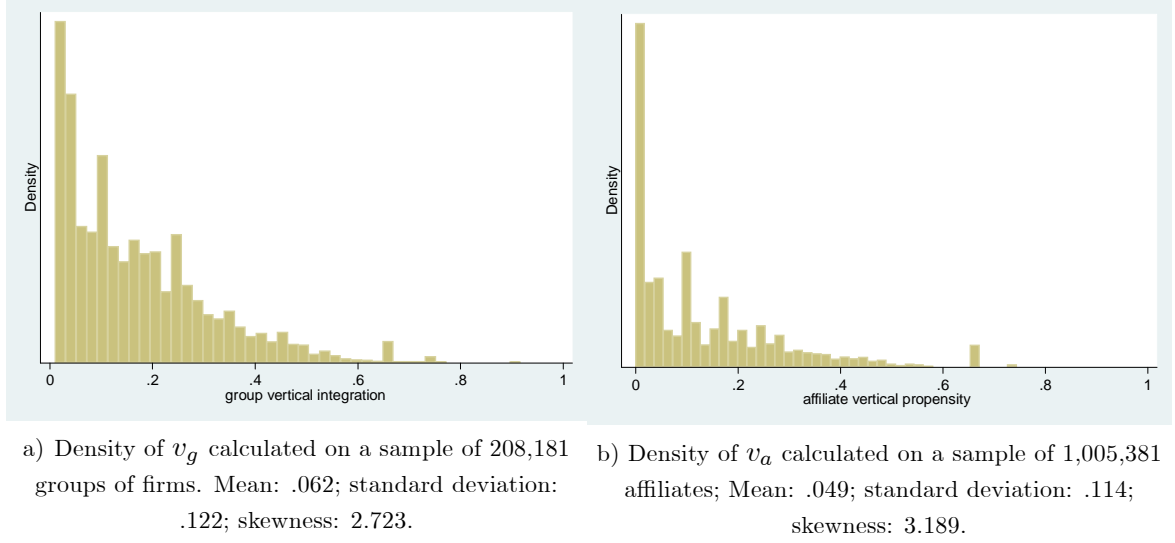 Density
0 .2 .4 .6 .8 1
group vertical integration
a) Density of v_g calculated on a sample of 208,181
groups of firms. Mean: .062; standard deviation:
.122; skewness: 2.723.
Density
0 .2 .4 .6 .8 1
affiliate vertical propensity
b) Density of v_a calculated on a sample of 1,005,381
affiliates; Mean: .049; standard deviation: .114;
skewness: 3.189.